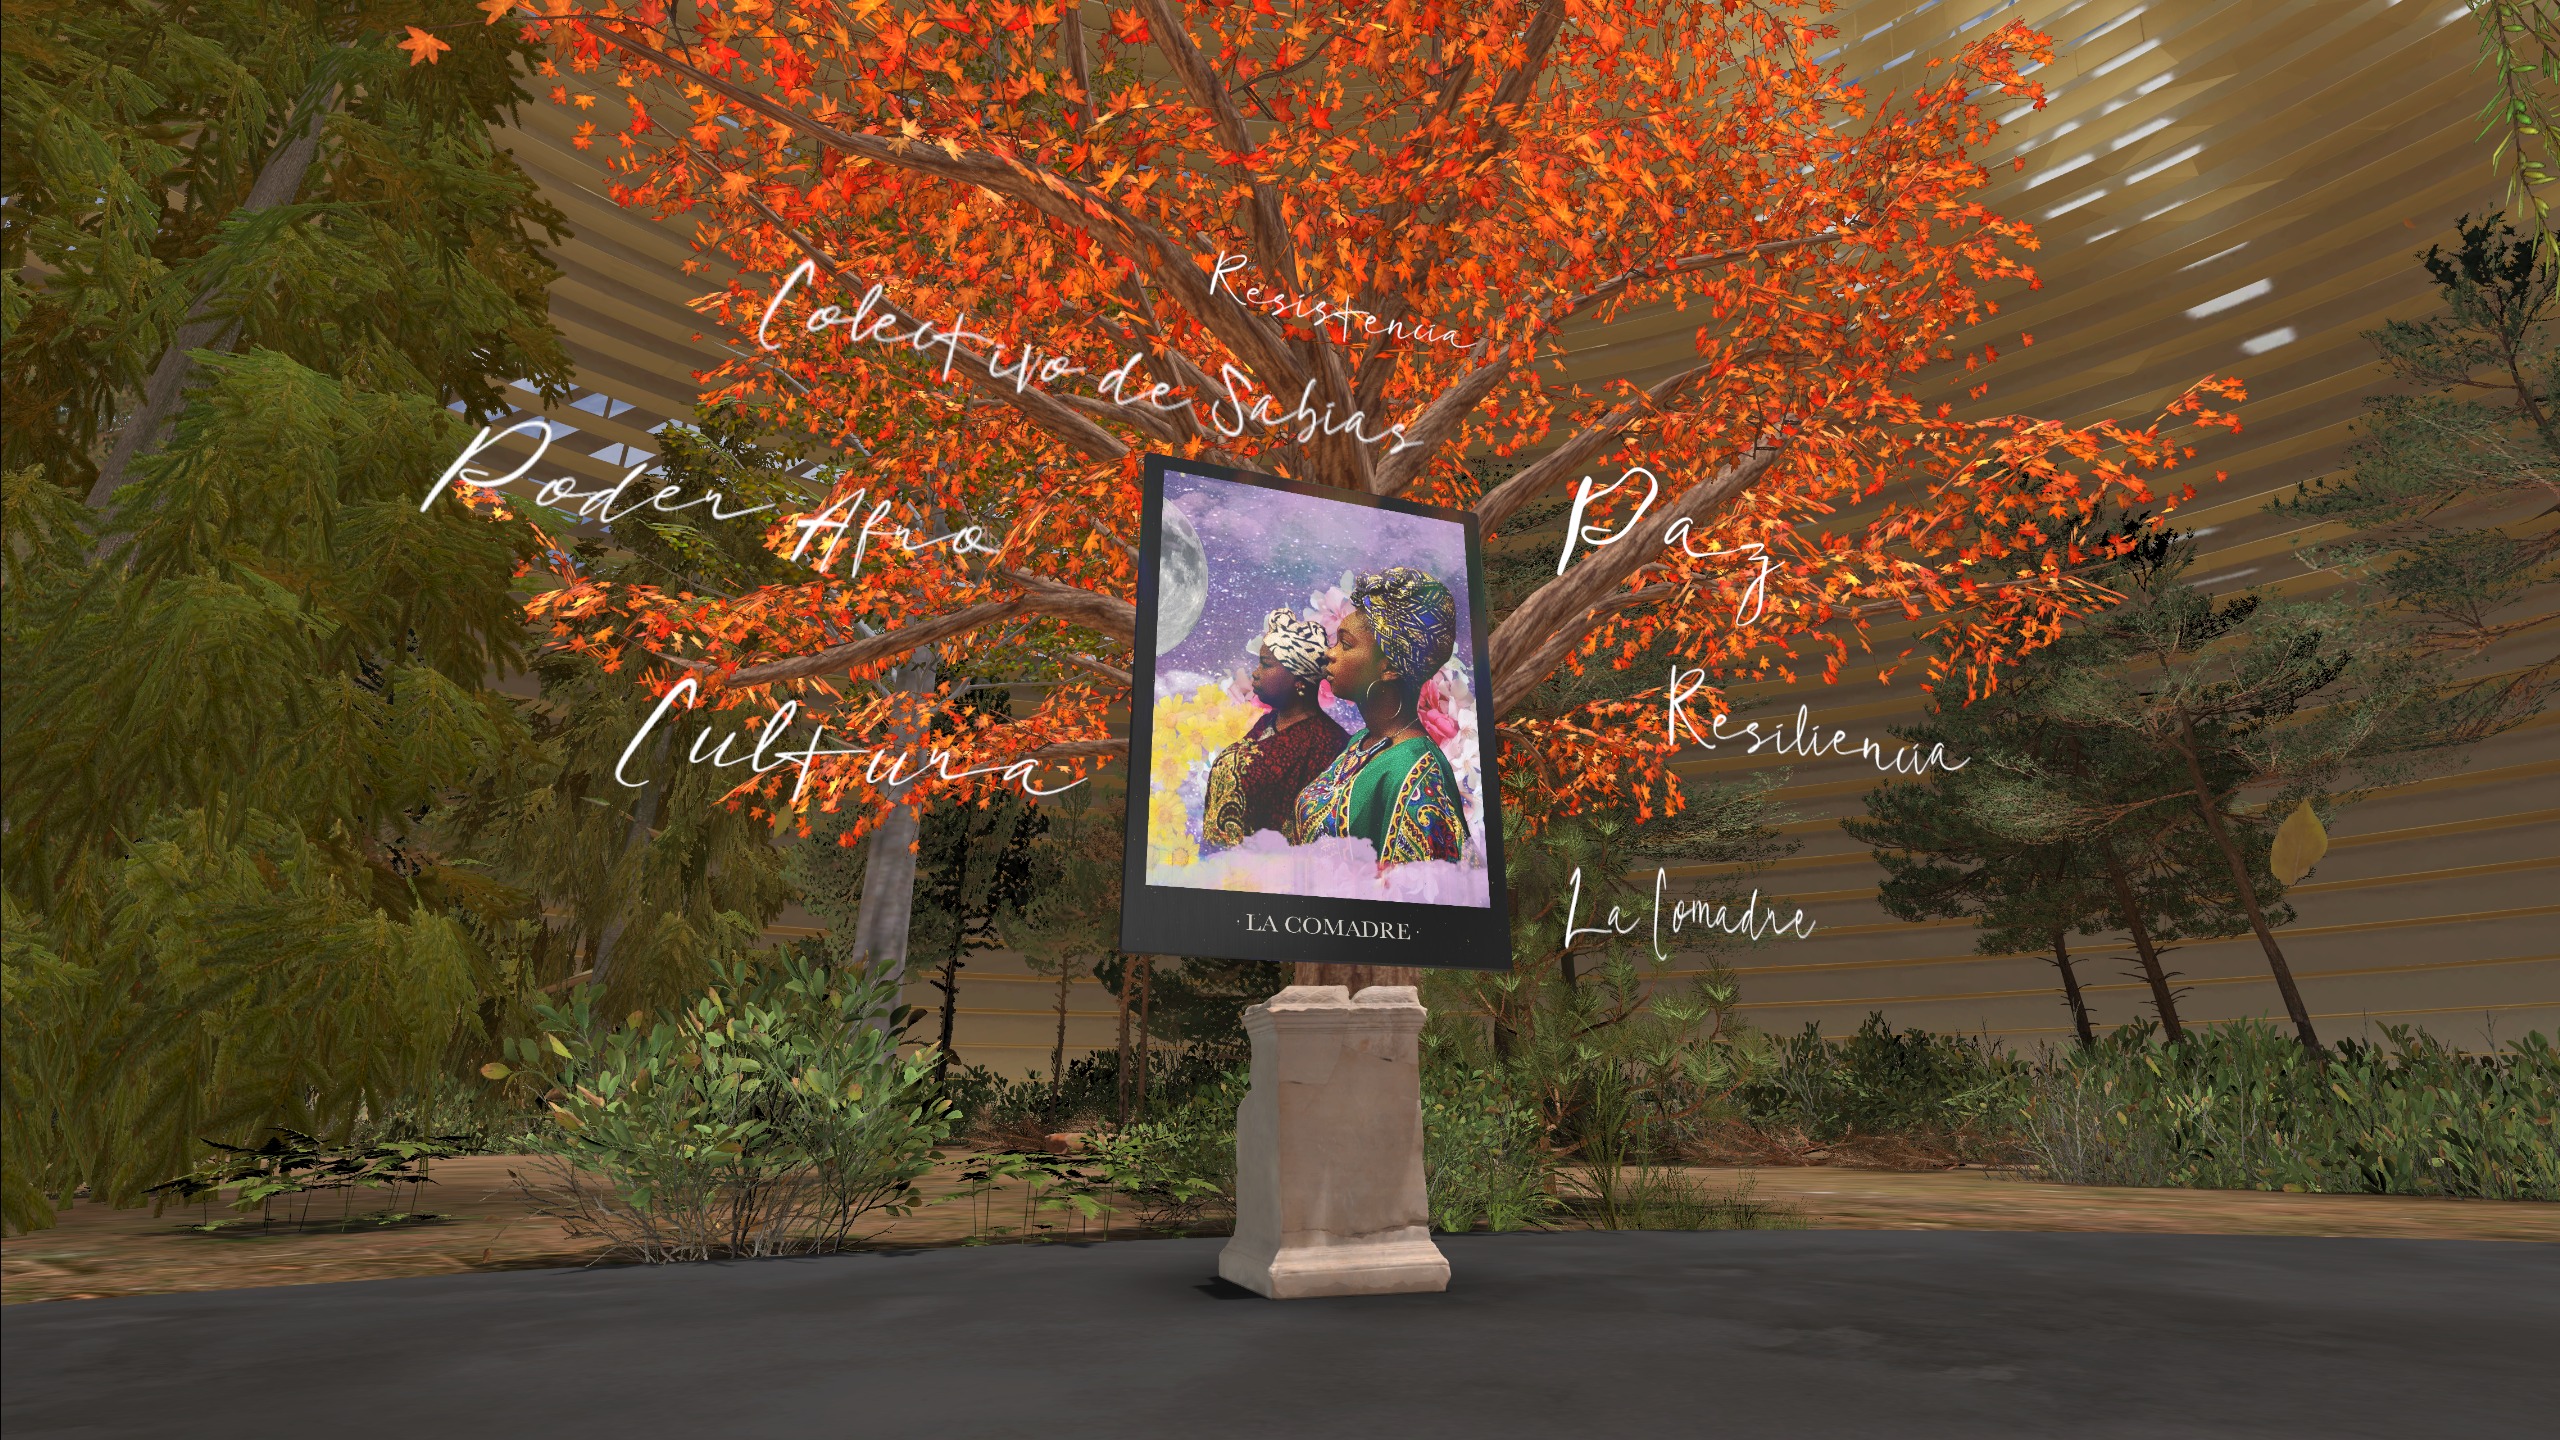 Resistencia
Colectivo de Sabias
Poder Afro
Paz
Cultura
Resiliencia
La Comadre
· LA COMADRE ·